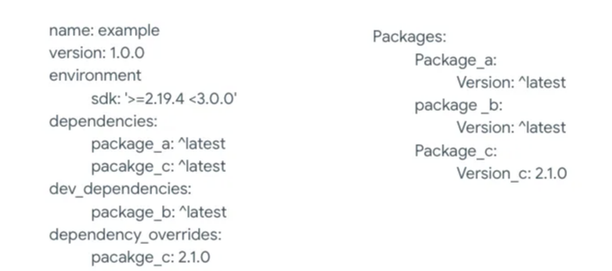 name: example
version: 1.0.0
environment
sdk: '>=2.19.4 <3.0.0'
dependencies:
package_a: ^latest
pacakge_c: ^latest
dev_dependencies:
package_b: ^latest
dependency_overrides:
pacakge_c: 2.1.0
Packages:
Package_a:
Version: ^latest
package _b:
Version: ^latest
Package_c:
Version_c: 2.1.0